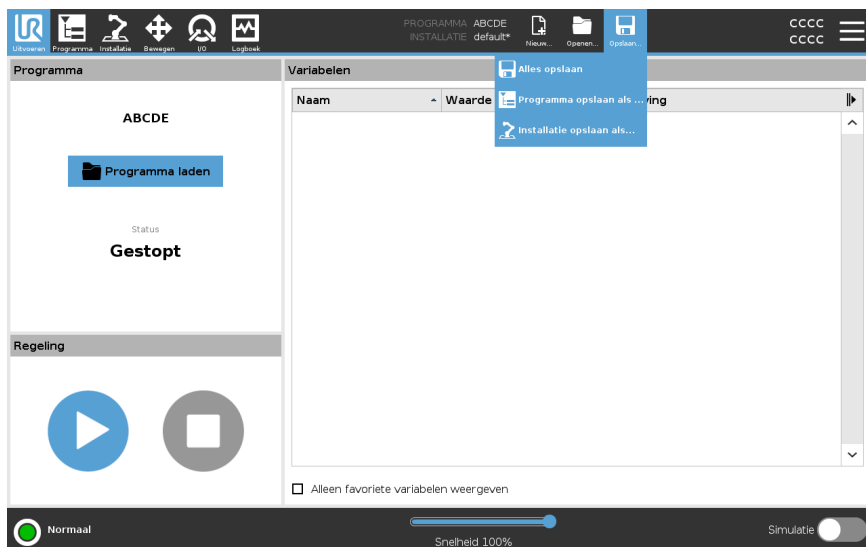 PROGRAMMA ABCDE
INSTALLATIE default*
CCCC
CCCC
UR
Uitvoeren Programma Installatie Bewegen I/O Logboek
Nieuw... Openen... Opslaan...
Programma
Variabelen
Alles opslaan
Programma opslaan als ...
Installatie opslaan als...
Naam Waarde ving
ABCDE
Programma laden
Status
Gestopt
Regeling
Alleen favoriete variabelen weergeven
Normaal
Snelheid 100%
Simulatie